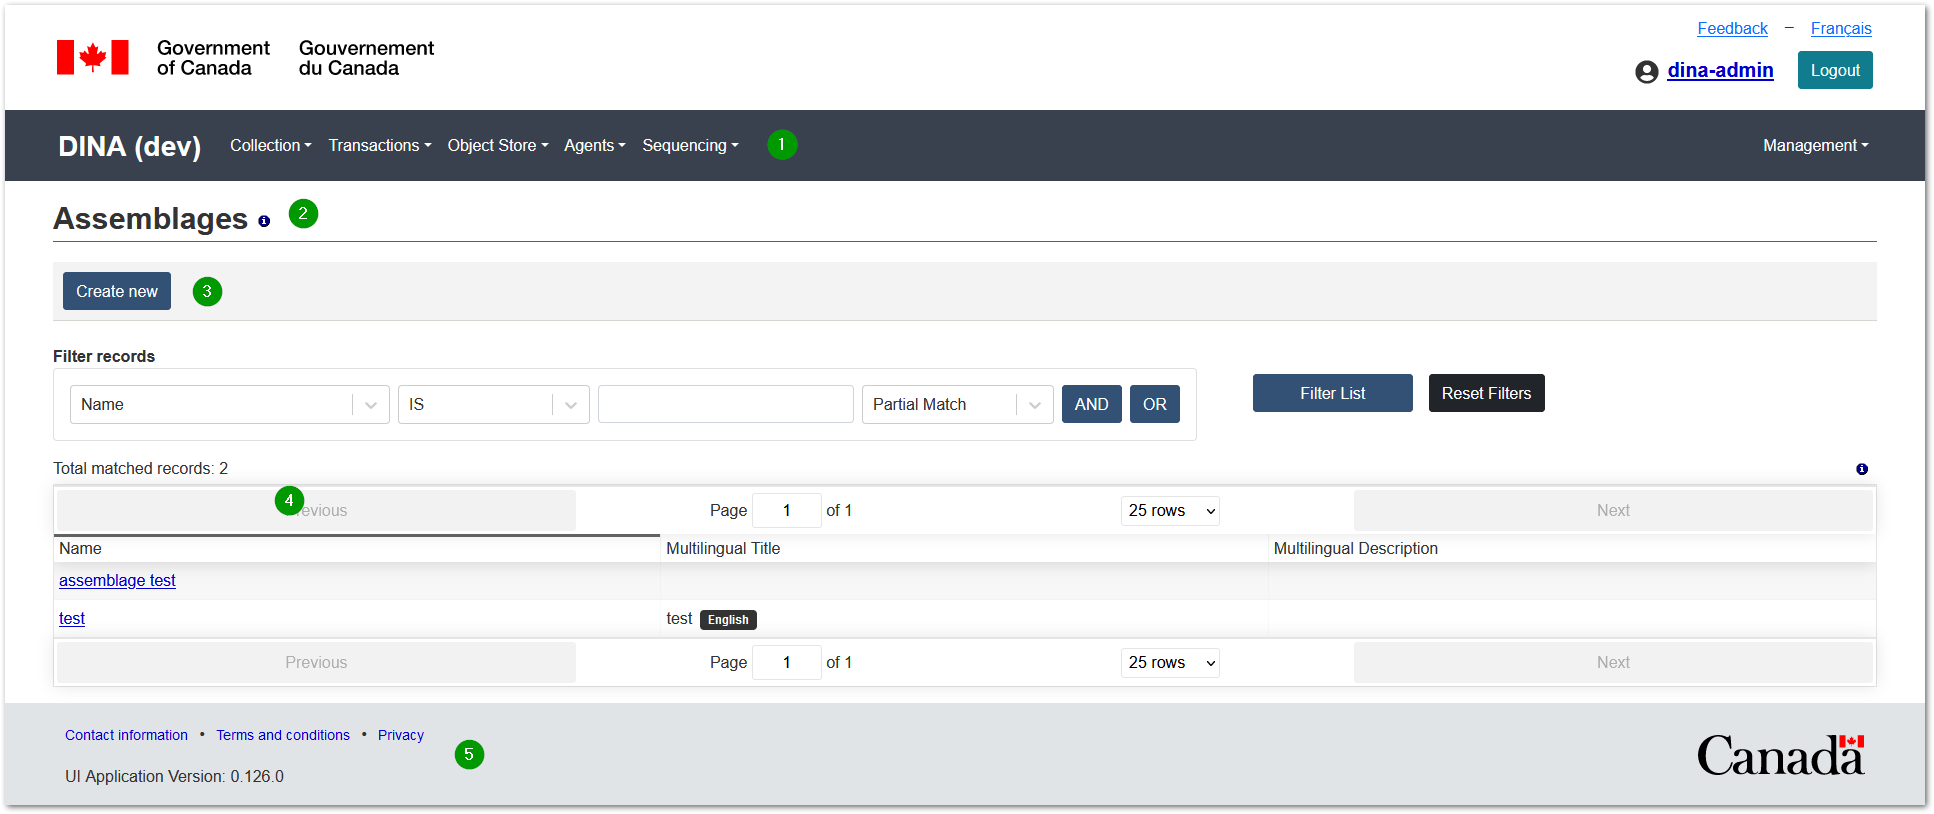 Feedback – Français
Government of Canada
Gouvernement du Canada
dina-admin Logout
DINA (dev) Collection Transactions Object Store Agents Sequencing 1 Management
Assemblages 2
Create new 3
Filter records
Name IS Partial Match AND OR Filter List Reset Filters
Total matched records: 2
4 evious Page 1 of 1 25 rows Next
Name Multilingual Title Multilingual Description
assemblage test
test test English
Previous Page 1 of 1 25 rows Next
Contact information • Terms and conditions • Privacy
5
UI Application Version: 0.126.0
Canada